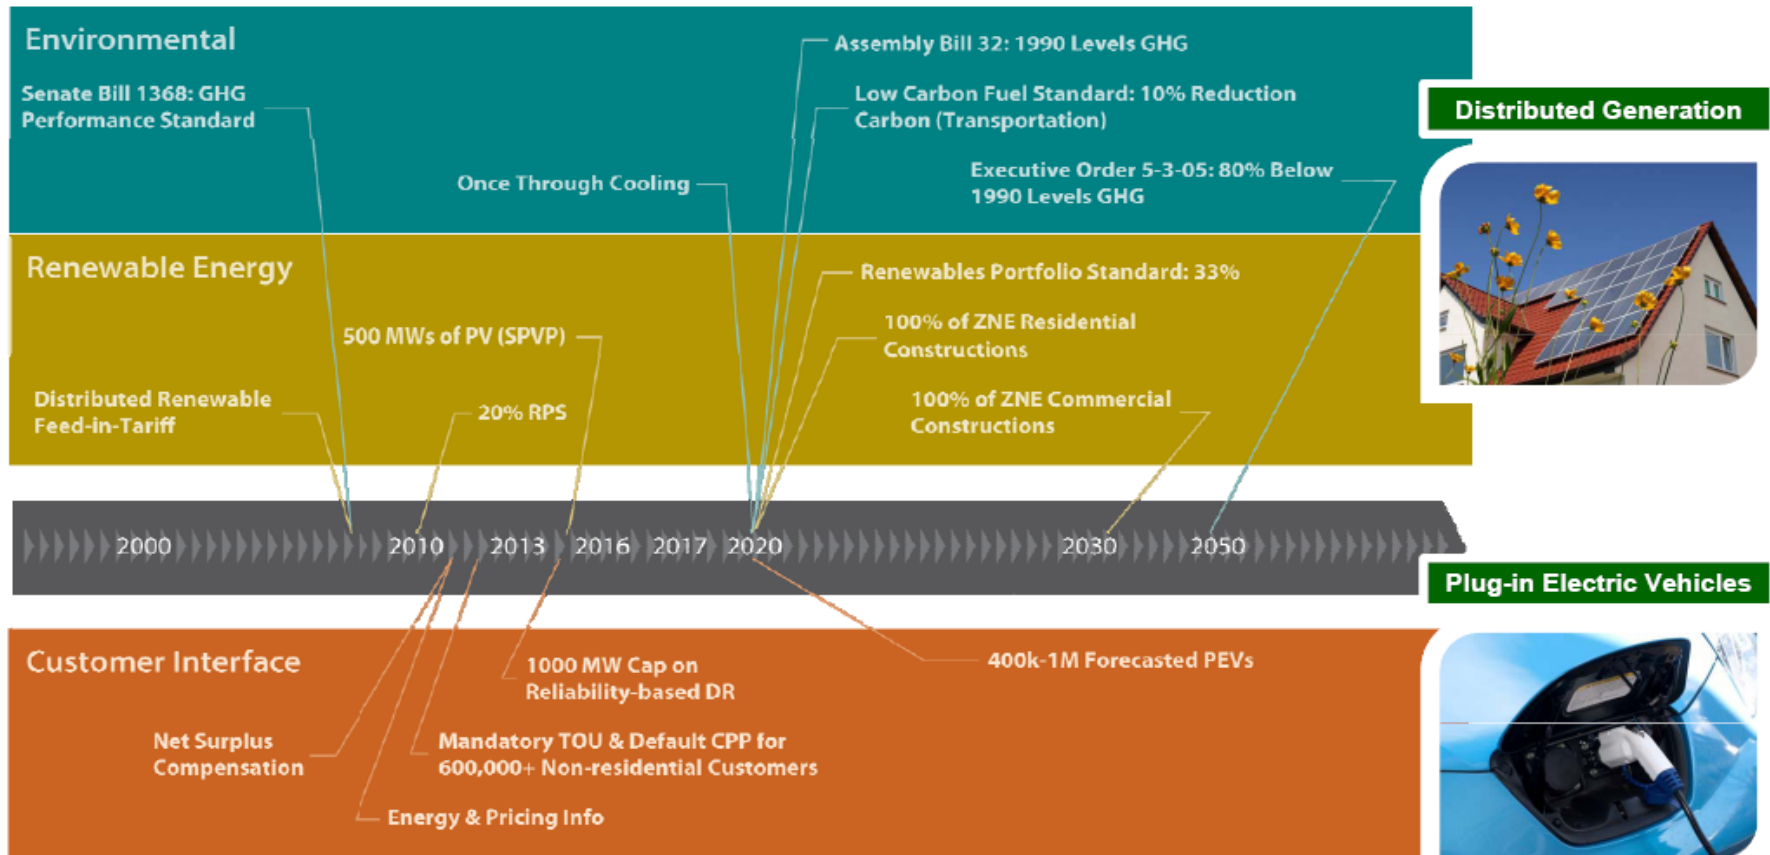 Environmental
Senate Bill 1368: GHG
Performance Standard
Once Through Cooling
Assembly Bill 32: 1990 Levels GHG
Low Carbon Fuel Standard: 10% Reduction
Carbon (Transportation)
Executive Order 5-3-05: 80% Below
1990 Levels GHG
Distributed Generation
Renewable Energy
500 MWs of PV (SPVP)
Distributed Renewable
Feed-in-Tariff
20% RPS
Renewables Portfolio Standard: 33%
100% of ZNE Residential
Constructions
100% of ZNE Commercial
Constructions
2000 2010 2013 2016 2017 2020 2030 2050
Plug-in Electric Vehicles
Customer Interface
1000 MW Cap on
Reliability-based DR
400k-1M Forecasted PEVs
Net Surplus
Compensation
Mandatory TOU & Default CPP for
600,000+ Non-residential Customers
Energy & Pricing Info